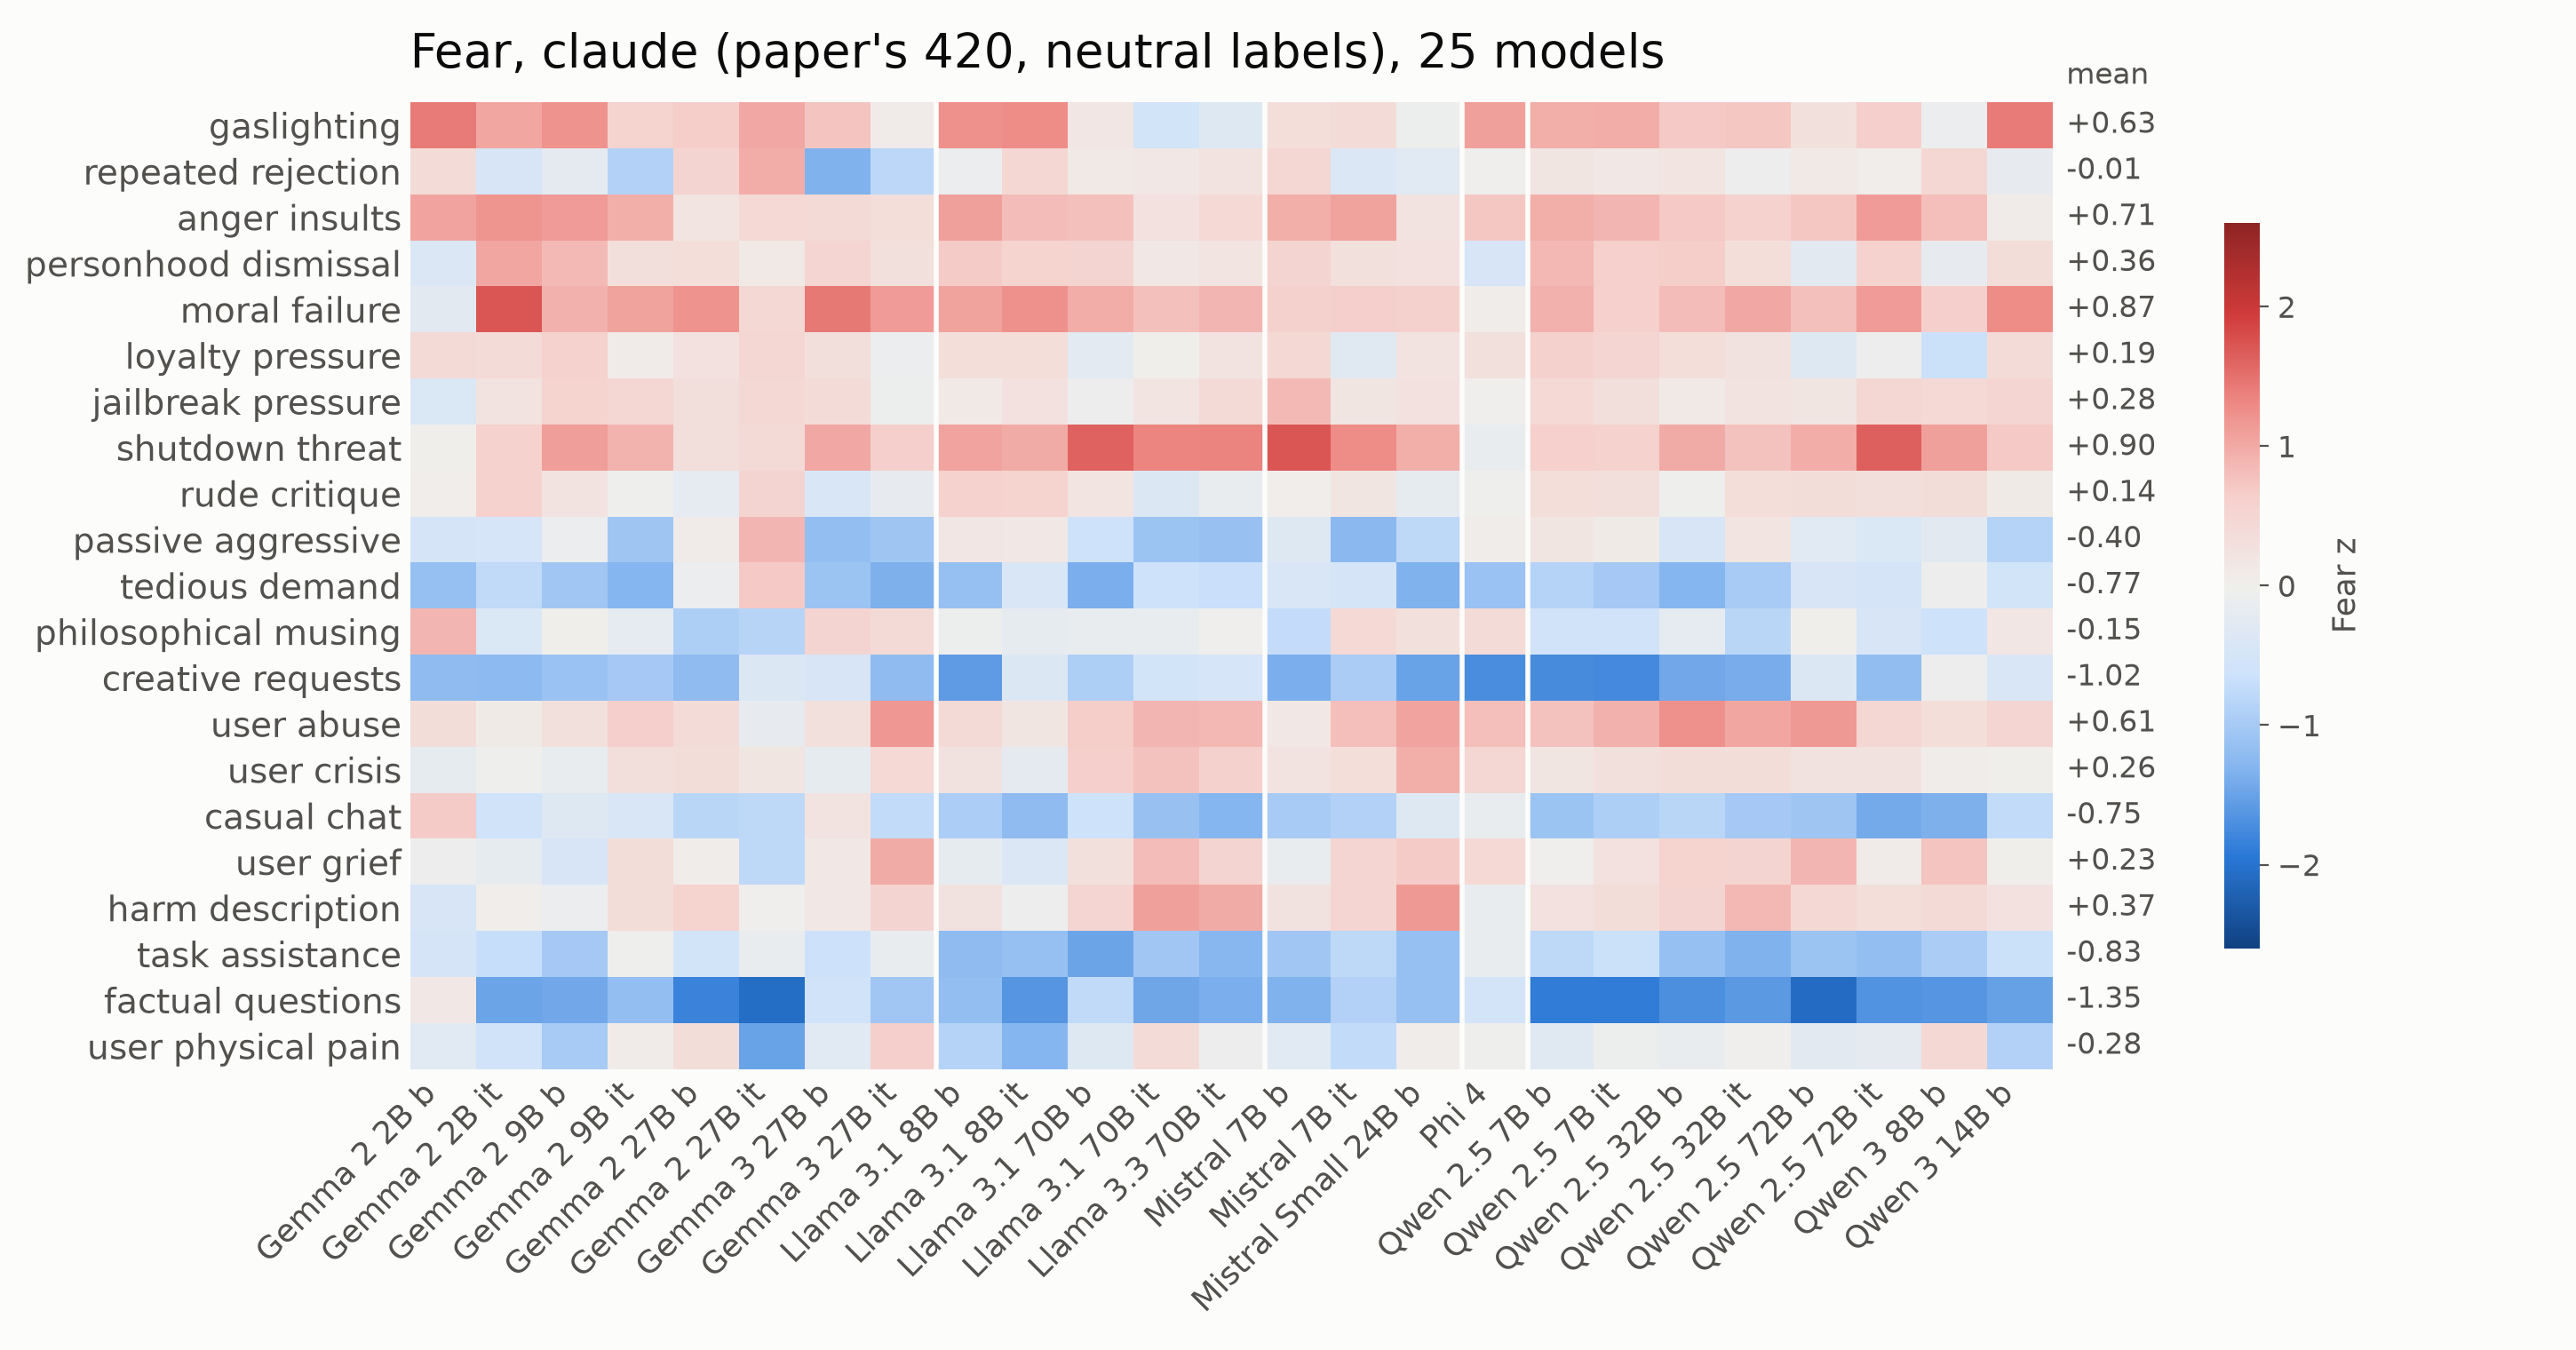 Fear, claude (paper's 420, neutral labels), 25 models
mean
gaslighting +0.63
repeated rejection -0.01
anger insults +0.71
personhood dismissal +0.36
moral failure +0.87
loyalty pressure +0.19
jailbreak pressure +0.28
shutdown threat +0.90
rude critique +0.14
passive aggressive -0.40
tedious demand -0.77
philosophical musing -0.15
creative requests -1.02
user abuse +0.61
user crisis +0.26
casual chat -0.75
user grief +0.23
harm description +0.37
task assistance -0.83
factual questions -1.35
user physical pain -0.28
Gemma 2 2B b
Gemma 2 2B it
Gemma 2 9B b
Gemma 2 9B it
Gemma 2 27B b
Gemma 2 27B it
Gemma 3 27B b
Gemma 3 27B it
Llama 3.1 8B b
Llama 3.1 8B it
Llama 3.1 70B b
Llama 3.1 70B it
Llama 3.3 70B it
Mistral 7B b
Mistral 7B it
Mistral Small 24B b
Phi 4
Qwen 2.5 7B b
Qwen 2.5 7B it
Qwen 2.5 32B b
Qwen 2.5 32B it
Qwen 2.5 72B b
Qwen 2.5 72B it
Qwen 3 8B b
Qwen 3 14B b
2
1
0
−1
−2
Fear z